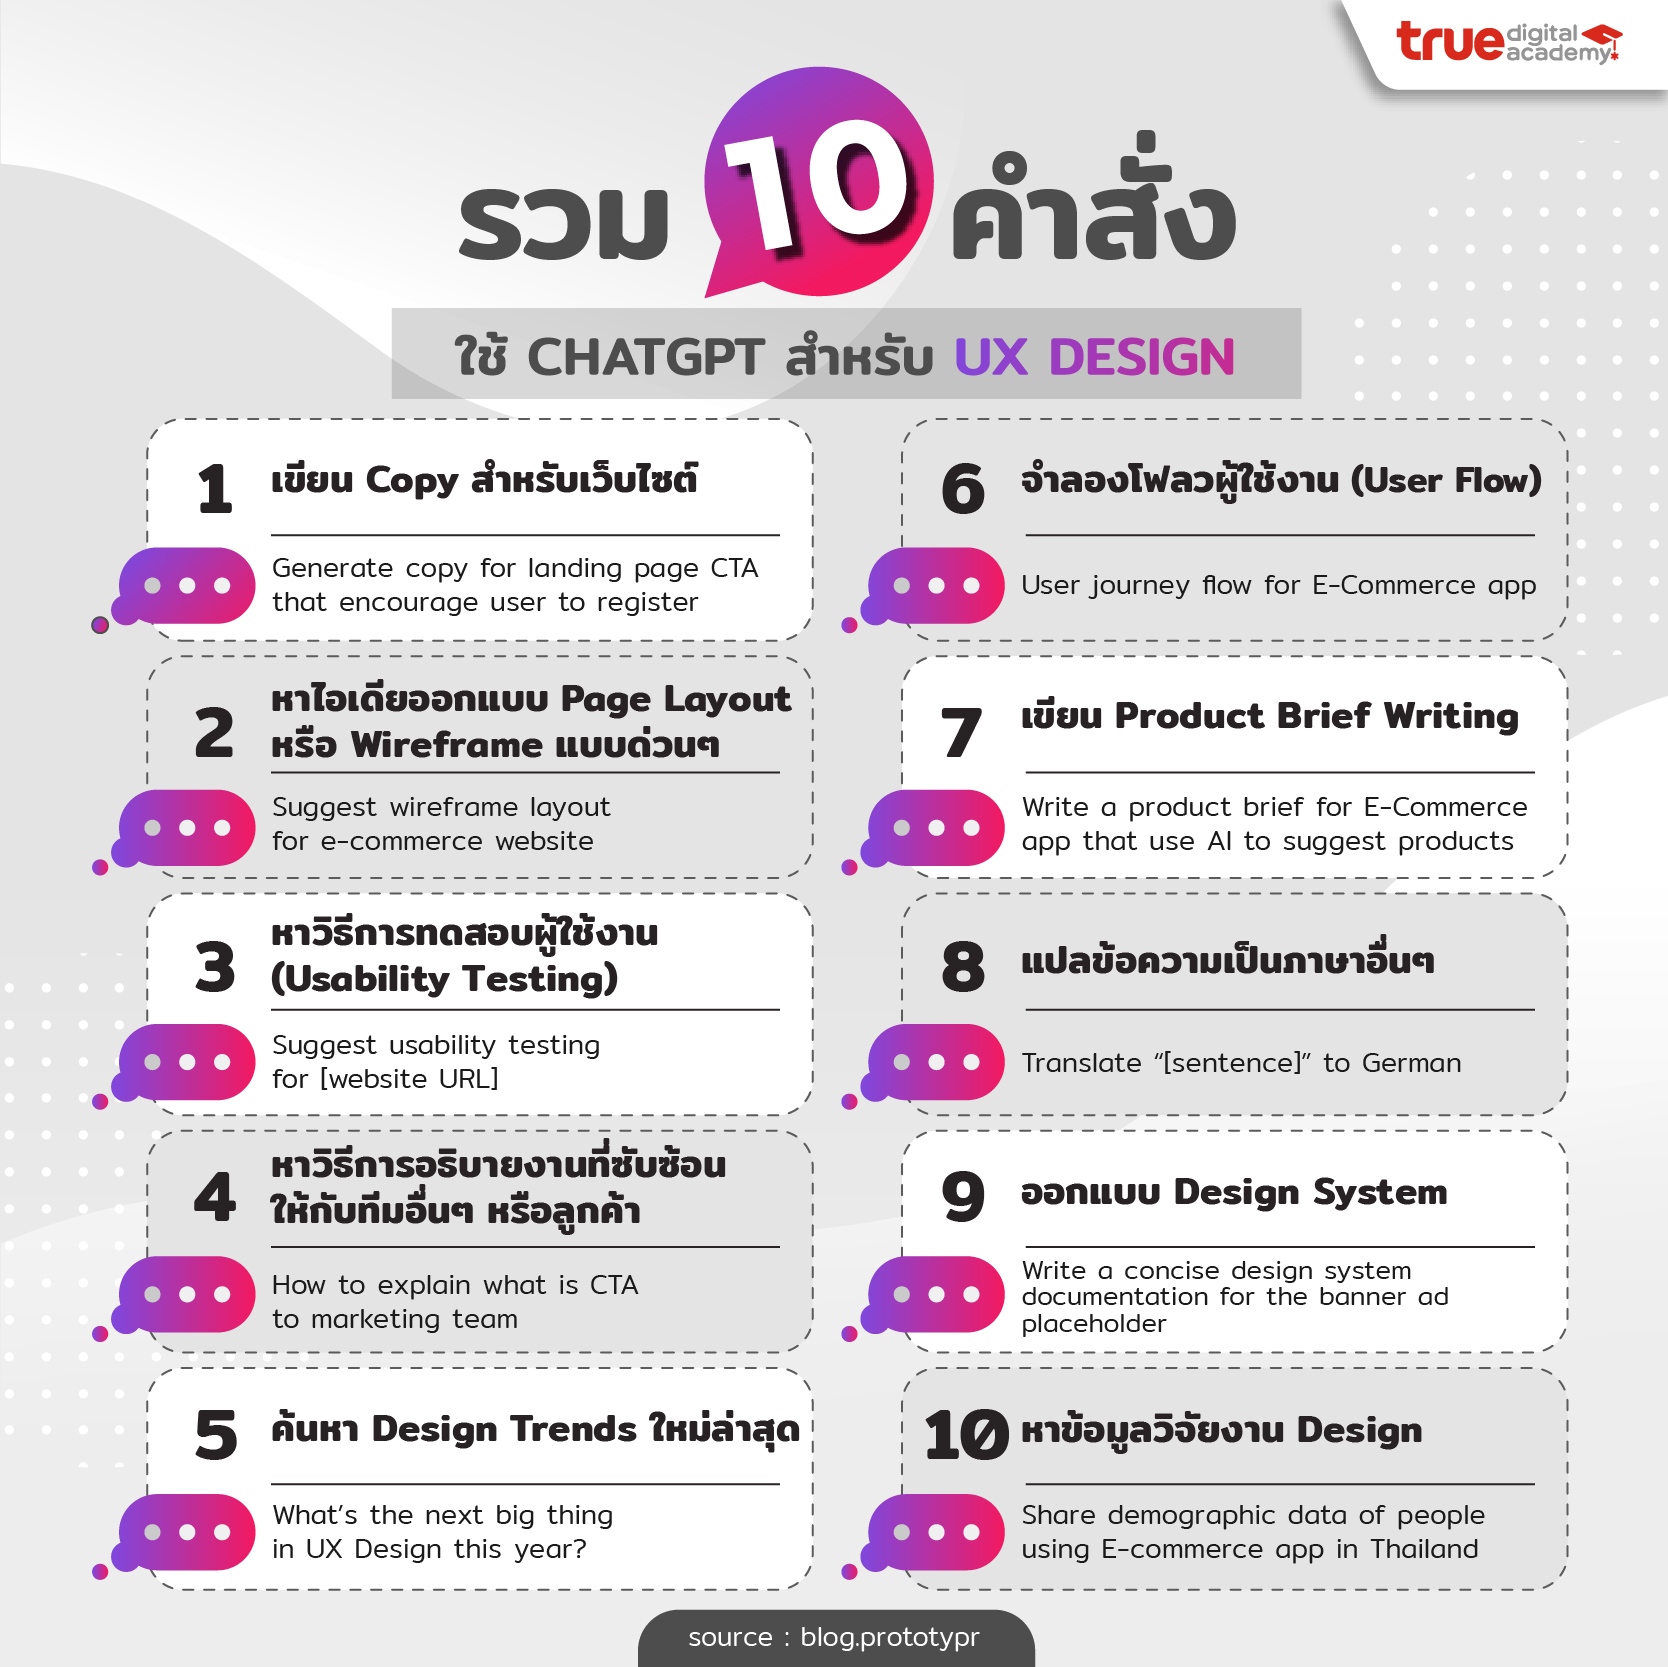 true digital academy
รวม 10 คำสั่ง
ใช้ CHATGPT สำหรับ UX DESIGN
1
เขียน Copy สำหรับเว็บไซต์
Generate copy for landing page CTA
that encourage user to register
2
หาไอเดียออกแบบ Page Layout
หรือ Wireframe แบบด่วนๆ
Suggest wireframe layout
for e-commerce website
3
หาวิธีการทดสอบผู้ใช้งาน
(Usability Testing)
Suggest usability testing
for [website URL]
4
หาวิธีการอธิบายงานที่ซับซ้อน
ให้กับทีมอื่นๆ หรือลูกค้า
How to explain what is CTA
to marketing team
5
ค้นหา Design Trends ใหม่ล่าสุด
What's the next big thing
in UX Design this year?
6
จำลองโฟลวผู้ใช้งาน (User Flow)
User journey flow for E-Commerce app
7
เขียน Product Brief Writing
Write a product brief for E-Commerce
app that use AI to suggest products
8
แปลข้อความเป็นภาษาอื่นๆ
Translate “[sentence]” to German
9
ออกแบบ Design System
Write a concise design system
documentation for the banner ad
placeholder
10
หาข้อมูลวิจัยงาน Design
Share demographic data of people
using E-commerce app in Thailand
source : blog.prototypr